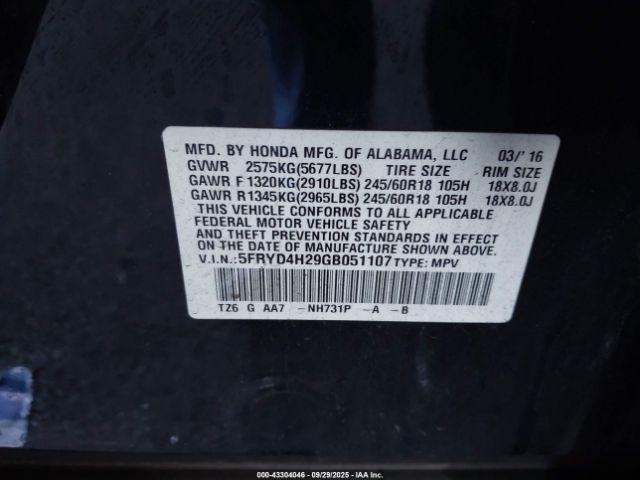 MFD. BY HONDA MFG. OF ALABAMA, LLC 03/'16
GVWR 2575KG(5677LBS) TIRE SIZE RIM SIZE
GAWR F 1320KG(2910LBS) 245/60R18 105H 18X8.0J
GAWR R1345KG(2965LBS) 245/60R18 105H 18X8.0J
THIS VEHICLE CONFORMS TO ALL APPLICABLE
FEDERAL MOTOR VEHICLE SAFETY
AND THEFT PREVENTION STANDARDS IN EFFECT
ON THE DATE OF MANUFACTURE SHOWN ABOVE.
V.I.N.: 5FRYD4H29GB051107 TYPE: MPV
TZ6 G AA7 -NH731P -A -B
000-43304046 | 09/29/2025 | IAA Inc.